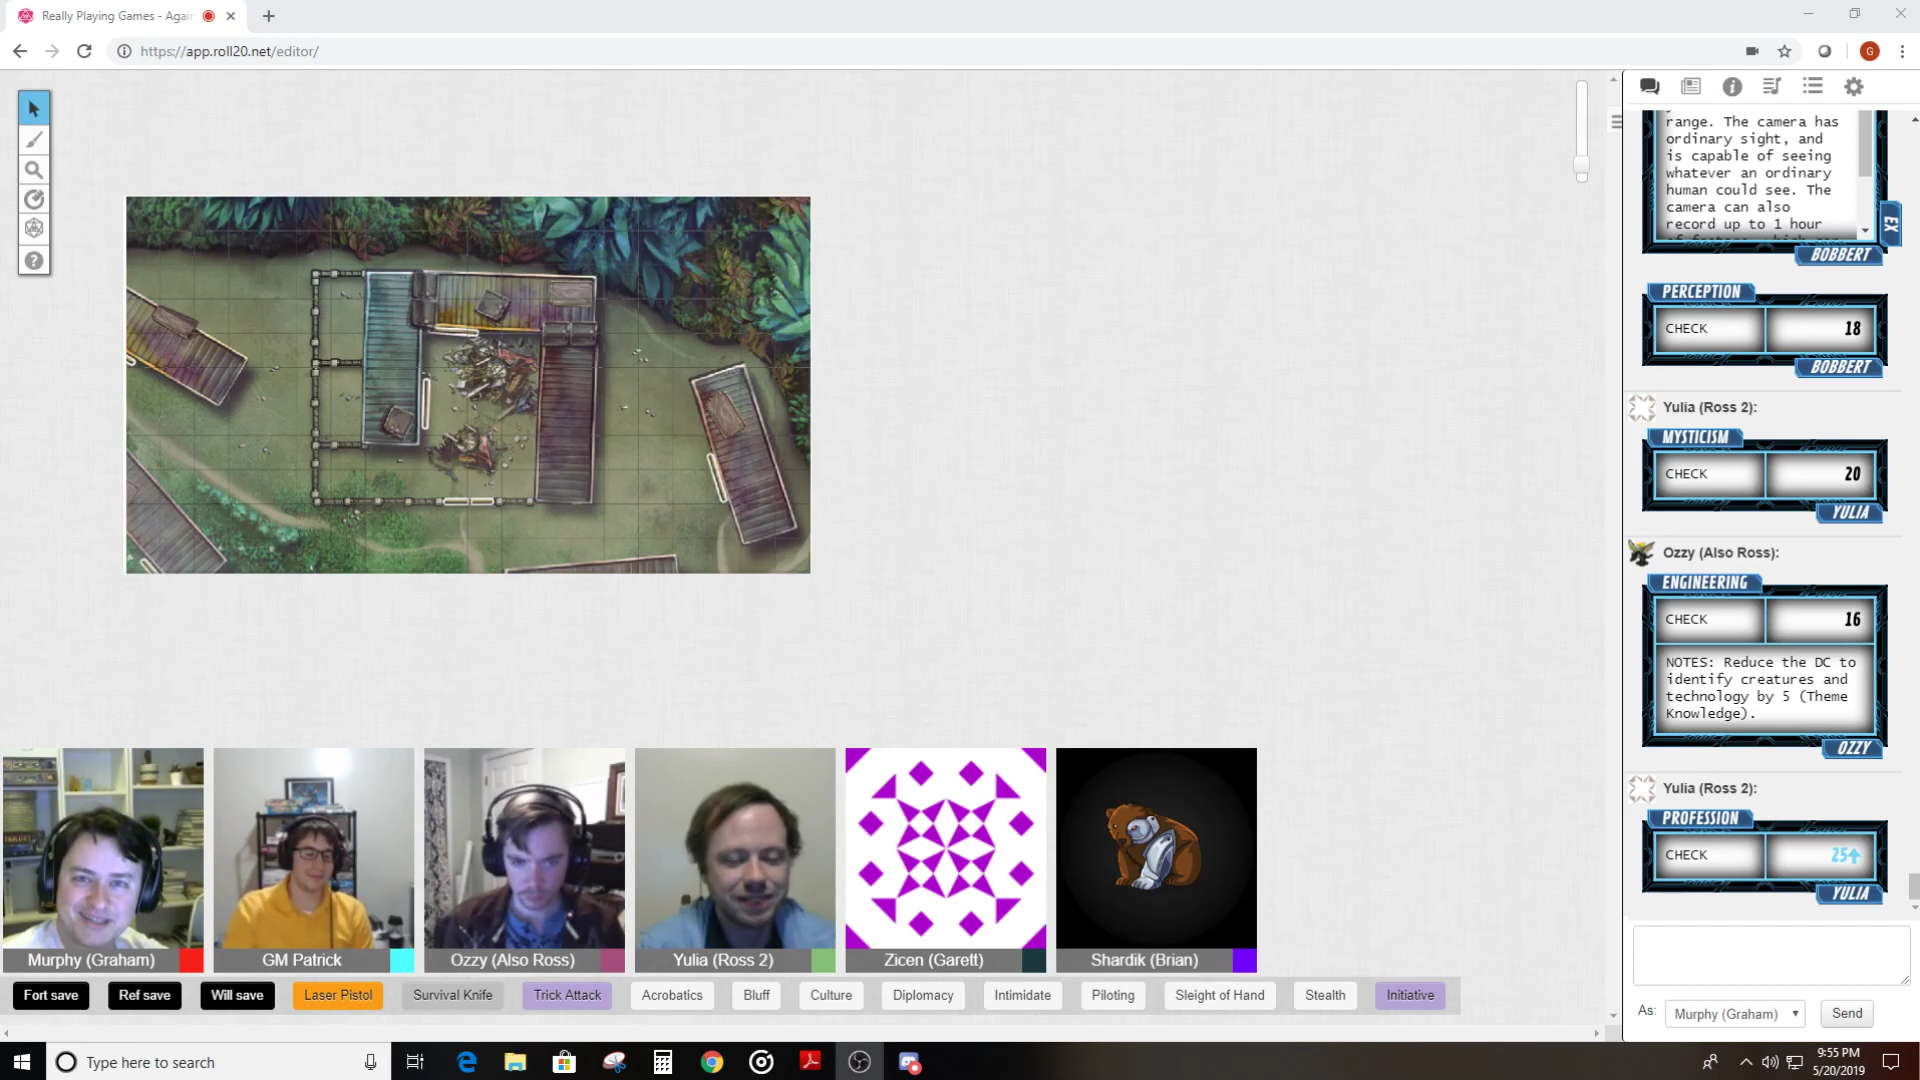 Really Playing Games - Agai
https://app.roll20.net/editor/
G
range. The camera has
ordinary sight, and
is capable of seeing
whatever an ordinary
human could see. The
camera can also
record up to 1 hour
EX
BOBBERT
PERCEPTION
CHECK 18
BOBBERT
Yulia (Ross 2):
MYSTICISM
CHECK 20
YULIA
Ozzy (Also Ross):
ENGINEERING
CHECK 16
NOTES: Reduce the DC to
identify creatures and
technology by 5 (Theme
Knowledge).
OZZY
Yulia (Ross 2):
PROFESSION
CHECK 25
YULIA
Murphy (Graham)
GM Patrick
Ozzy (Also Ross)
Yulia (Ross 2)
Zicen (Garett)
Shardik (Brian)
Fort save Ref save Will save Laser Pistol Survival Knife Trick Attack Acrobatics Bluff Culture Diplomacy Intimidate Piloting Sleight of Hand Stealth Initiative
As: Murphy (Graham) Send
Type here to search
9:55 PM
5/20/2019